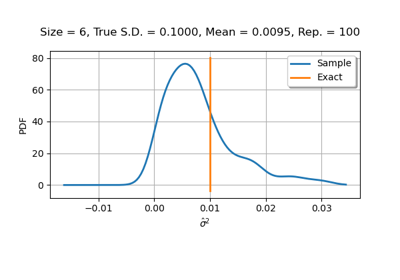 Size = 6, True S.D. = 0.1000, Mean = 0.0095, Rep. = 100
Sample
Exact
PDF
80
60
40
20
0
−0.01
0.00
0.01
0.02
0.03
σ̂²